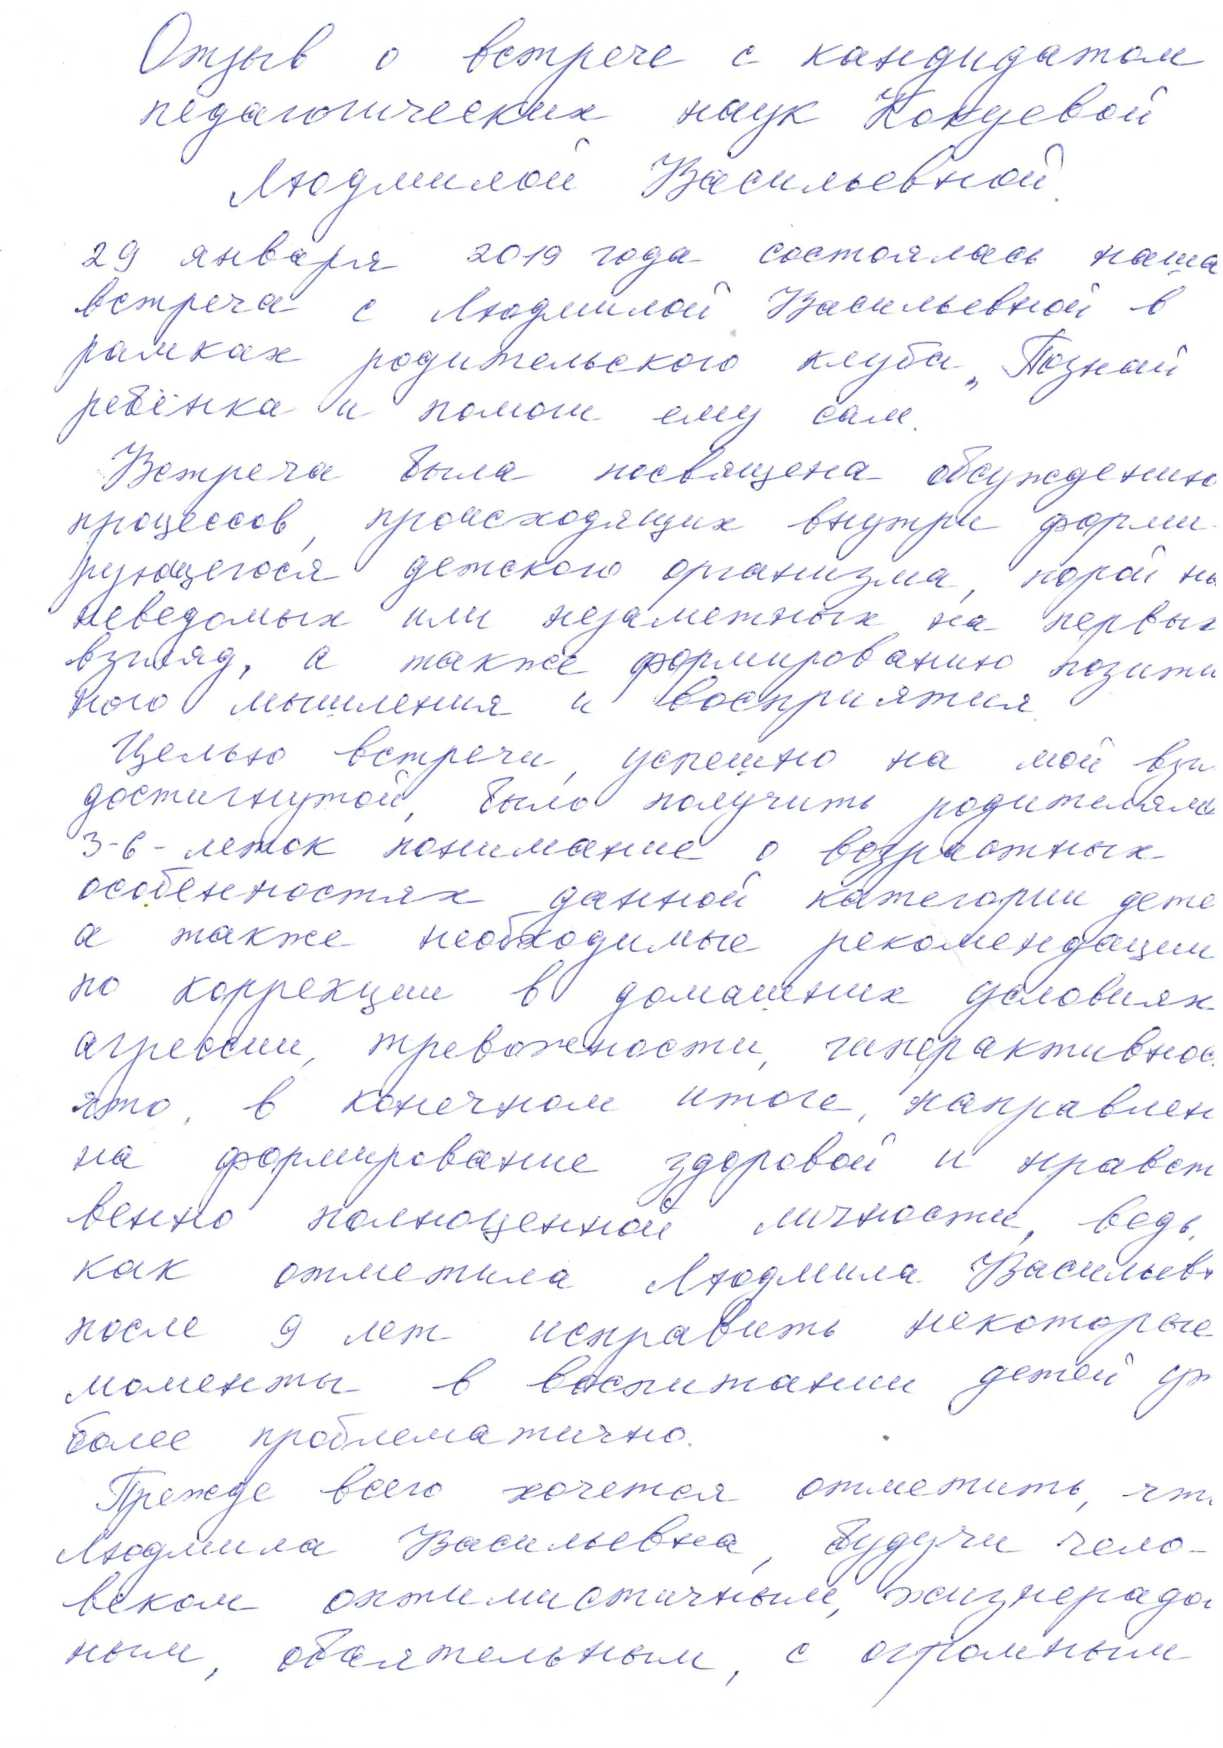 Отзыв о встрече с кандидатом
педагогических наук Кокуевой
Людмилой Васильевной.
29 января 2019 года состоялась наша
встреча с Людмилой Васильевной в
рамках родительского клуба „Познай
ребёнка и помоги ему сам.
Встреча была посвящена обсуждению
процессов, происходящих внутри форми-
рующегося детского организма, порой
неведомых или незаметных на первый
взгляд, а также формированию позити
ного мышления и восприятия.
Целью встречи, успешно на мой взг
достигнутой, было получить родителями
3-6-леток понимание о возрастных
особенностях данной категории дете
а также необходимые рекомендации
по коррекции в домашних условиях
агрессии, тревожности, гиперактивнос
что, в конечном итоге, направлен
на формирование здоровой и нравст
венно полноценной личности, ведь,
как отметила Людмила Васильевн
после 9 лет исправить некоторые
моменты в воспитании детей уж
более проблематично.
Прежде всего хочется отметить, что
Людмила Васильевна, будучи чело-
веком оптимистичным, жизнерадос
ным, обаятельным, с огромным